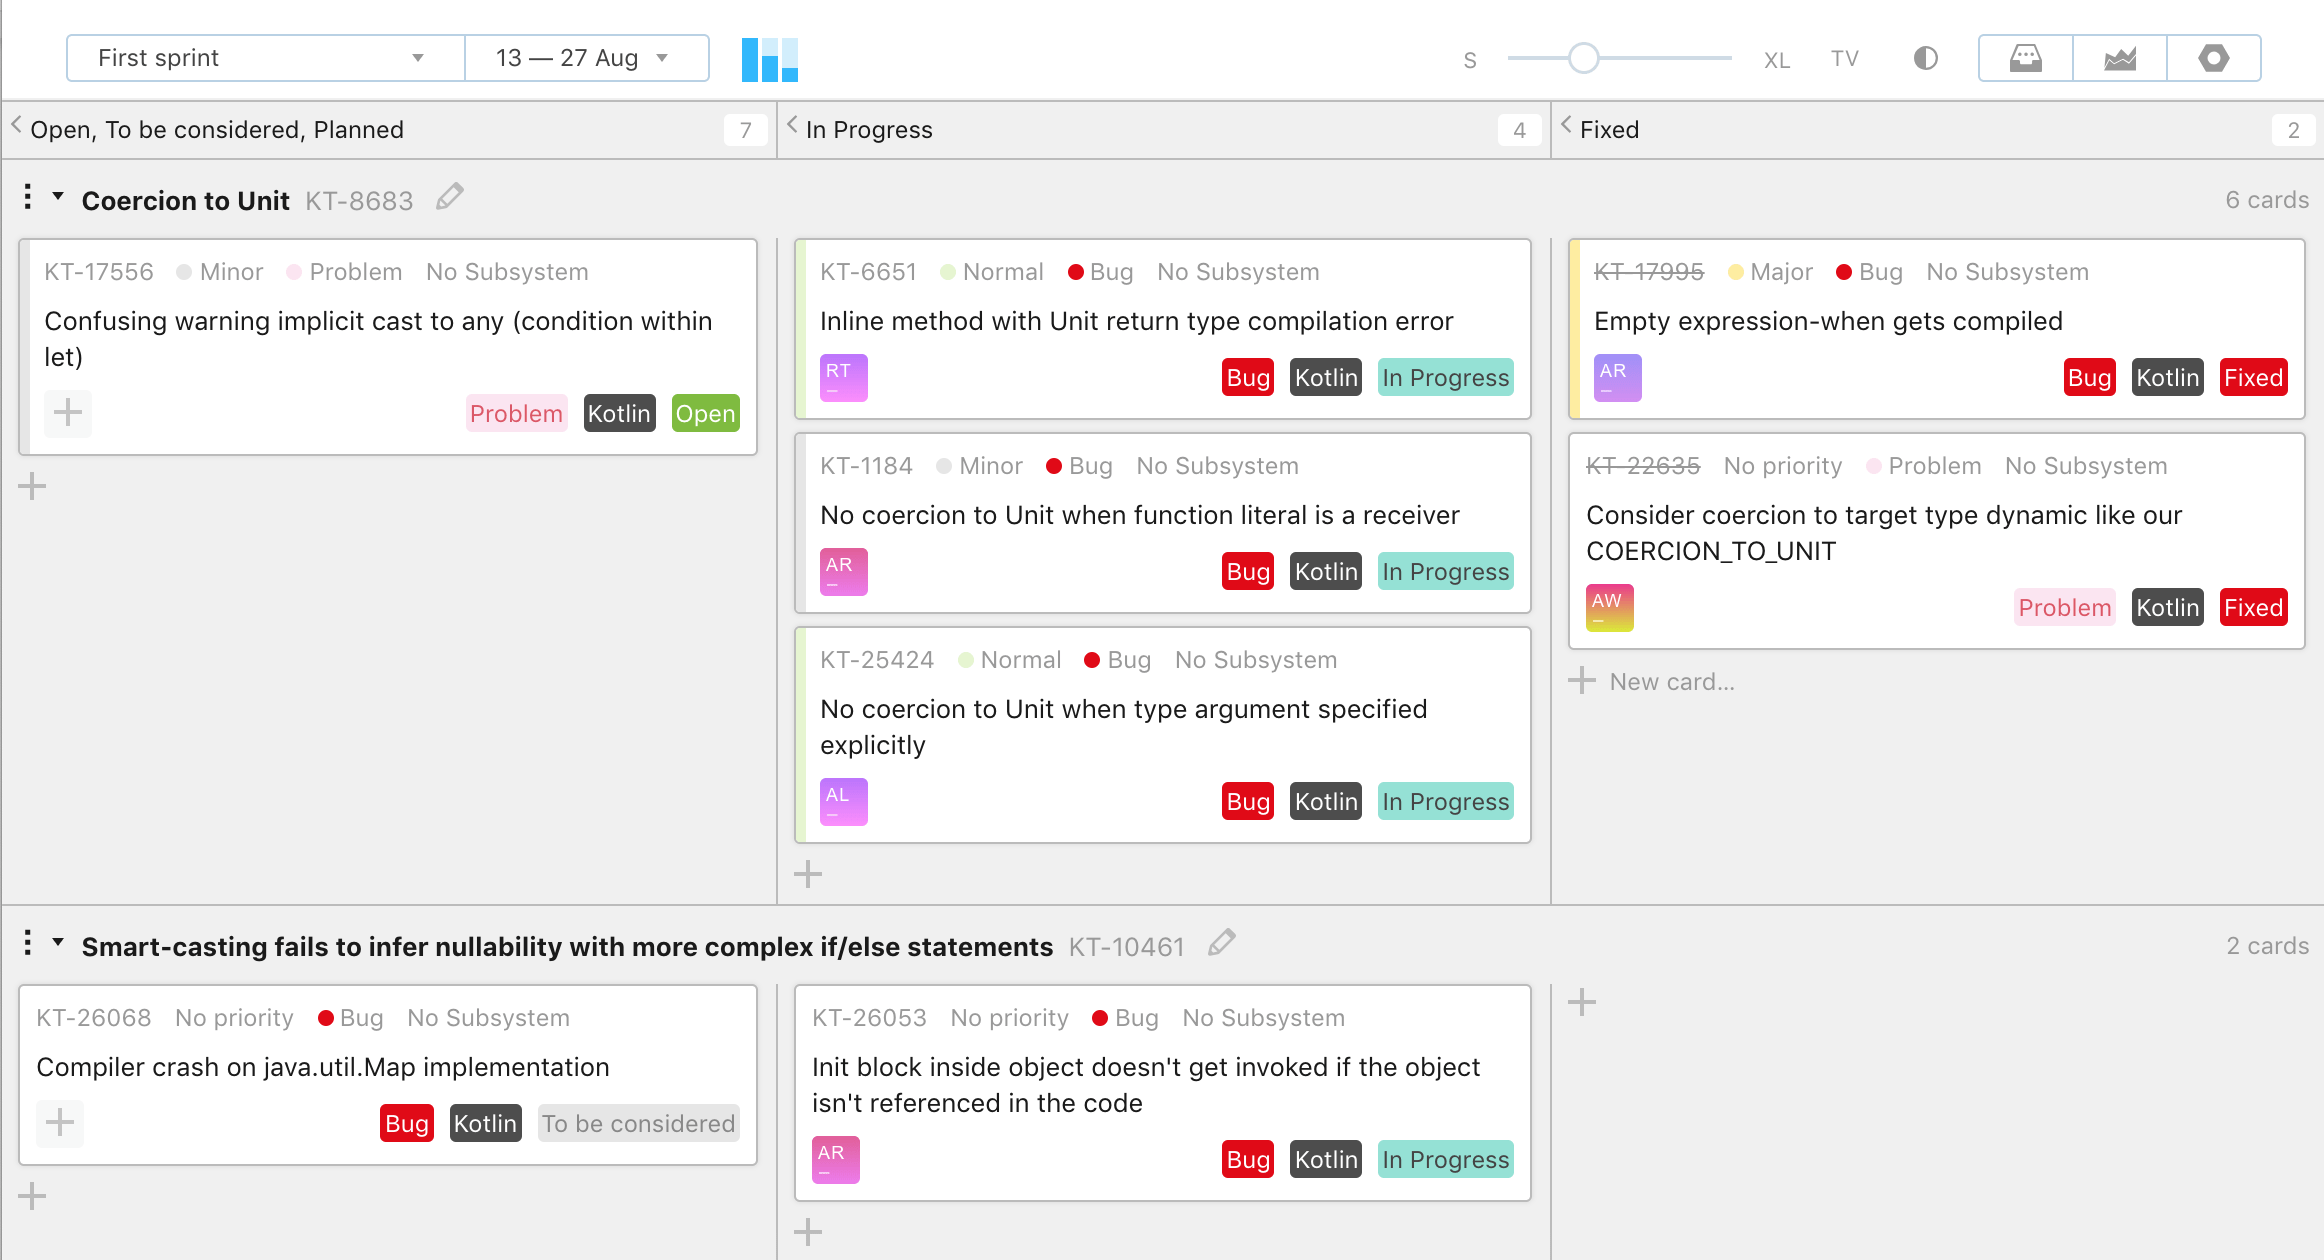 First sprint
13 — 27 Aug
S
XL
TV
Open, To be considered, Planned
7
In Progress
4
Fixed
2
Coercion to Unit KT-8683
6 cards
KT-17556 Minor Problem No Subsystem
Confusing warning implicit cast to any (condition within
let)
Problem Kotlin Open
KT-6651 Normal Bug No Subsystem
Inline method with Unit return type compilation error
RT
Bug Kotlin In Progress
KT-1184 Minor Bug No Subsystem
No coercion to Unit when function literal is a receiver
AR
Bug Kotlin In Progress
KT-25424 Normal Bug No Subsystem
No coercion to Unit when type argument specified
explicitly
AL
Bug Kotlin In Progress
KT-17995 Major Bug No Subsystem
Empty expression-when gets compiled
AR
Bug Kotlin Fixed
KT-22635 No priority Problem No Subsystem
Consider coercion to target type dynamic like our
COERCION_TO_UNIT
AW
Problem Kotlin Fixed
New card...
Smart-casting fails to infer nullability with more complex if/else statements KT-10461
2 cards
KT-26068 No priority Bug No Subsystem
Compiler crash on java.util.Map implementation
Bug Kotlin To be considered
KT-26053 No priority Bug No Subsystem
Init block inside object doesn't get invoked if the object
isn't referenced in the code
AR
Bug Kotlin In Progress